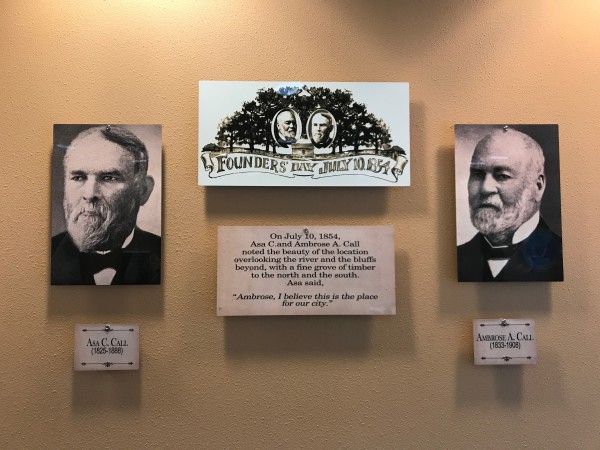 FOUNDERS' DAY JULY 10, 1854
On July 10, 1854,
Asa C.and Ambrose A. Call
noted the beauty of the location
overlooking the river and the bluffs
beyond, with a fine grove of timber
to the north and the south.
Asa said,
"Ambrose, I believe this is the place
for our city."
ASA C. CALL
(1825-1888)
AMBROSE A. CALL
(1833-1908)